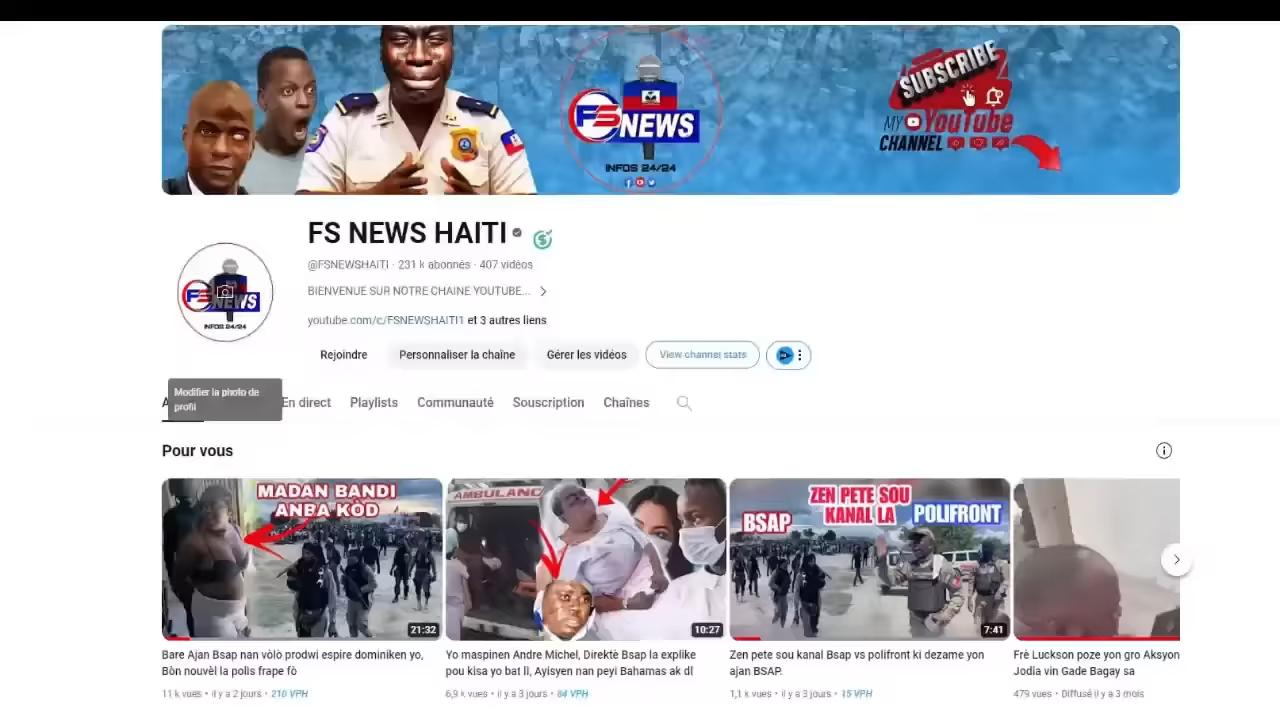 SUBSCRIBE
MY YouTube
CHANNEL
FS NEWS
INFOS 24/24
FS NEWS HAITI
@FSNEWSHAITI · 231 k abonnés · 407 vidéos
BIENVENUE SUR NOTRE CHAINE YOUTUBE...
youtube.com/c/FSNEWSHAITI1 et 3 autres liens
FS NEWS
INFOS 24/24
Rejoindre
Personnaliser la chaîne
Gérer les vidéos
View channel stats
Modifier la photo de
profil
A
En direct
Playlists
Communauté
Souscription
Chaînes
Pour vous
MADAN BANDI
ANBA KÒD
21:32
AMBULANC
10:27
ZEN PETE SOU
KANAL LA
BSAP
POLIFRONT
7:41
Bare Ajan Bsap nan vòlò prodwi espire dominiken yo,
Bòn nouvèl la polis frape fò
11 k vues • il y a 2 jours • 210 VPH
Yo maspinen Andre Michel, Direktè Bsap la explike
pou kisa yo bat li, Ayisyen nan peyi Bahamas ak dl
6,9 k vues • il y a 3 jours • 84 VPH
Zen pete sou kanal Bsap vs polifront ki dezame yon
ajan BSAP.
1,1 k vues • il y a 3 jours • 15 VPH
Frè Luckson poze yon gro Aksyon
Jodia vin Gade Bagay sa
479 vues • Diffusé il y a 3 mois